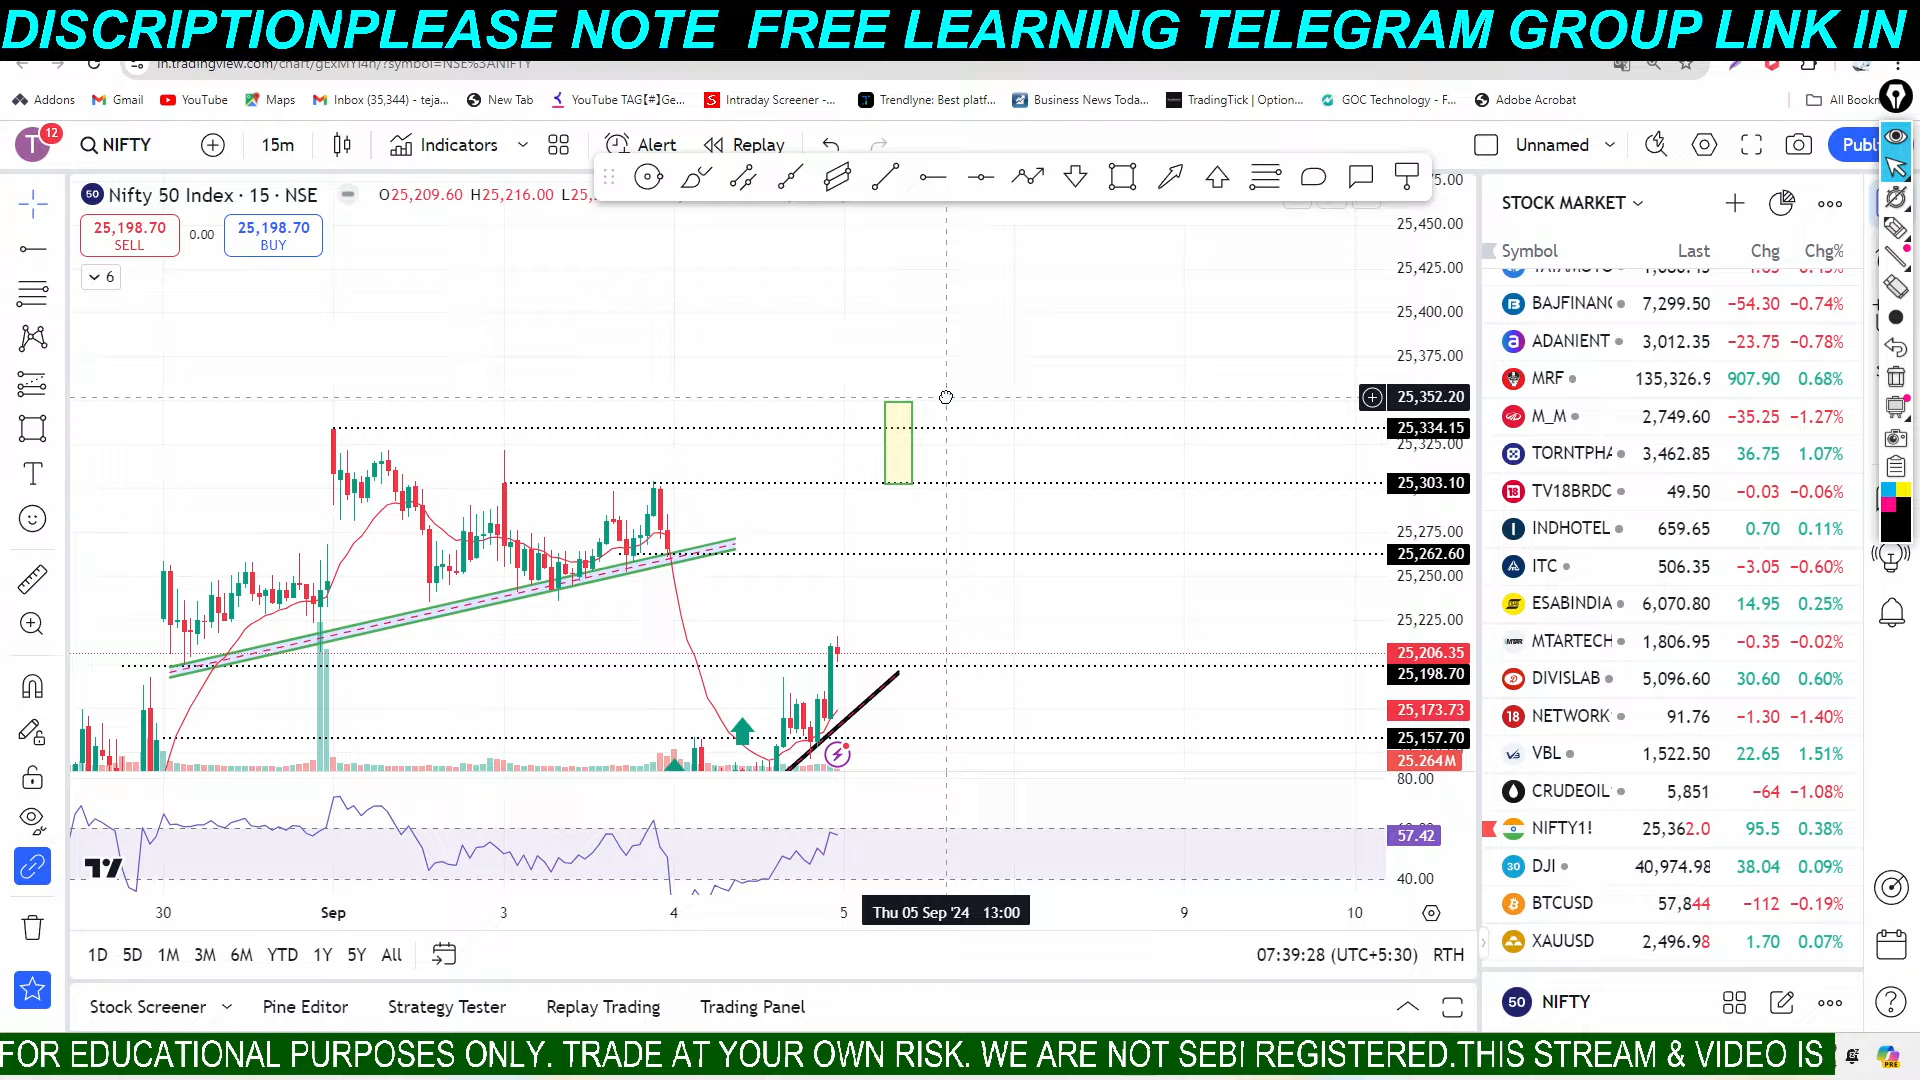 DISCRIPTIONPLEASE NOTE  FREE LEARNING TELEGRAM GROUP LINK IN
in.tradingview.com/chart/gExMYI4h/?symbol=NSE%3ANIFTY
Addons
Gmail
YouTube
Maps
Inbox (35,344) - teja...
New Tab
YouTube TAG【#】Ge...
Intraday Screener -...
Trendlyne: Best platf...
Business News Toda...
TradingTick | Option...
GOC Technology - F...
Adobe Acrobat
T 12
NIFTY
15m
Indicators
Alert
Replay
Unnamed
50 Nifty 50 Index · 15 · NSE
O25,209.60 H25,216.00
25,198.70
SELL
0.00
25,198.70
BUY
6
25,450.00
25,425.00
25,400.00
25,375.00
25,352.20
25,334.15
25,325.00
25,303.10
25,275.00
25,262.60
25,250.00
25,225.00
25,206.35
25,198.70
25,173.73
25,157.70
25.264M
80.00
57.42
40.00
30 Sep 3 4 5 Thu 05 Sep '24 13:00 9 10
1D 5D 1M 3M 6M YTD 1Y 5Y All
07:39:28 (UTC+5:30) RTH
Stock Screener
Pine Editor
Strategy Tester
Replay Trading
Trading Panel
STOCK MARKET
Symbol Last Chg Chg%
BAJFINANC 7,299.50 −54.30 −0.74%
ADANIENT 3,012.35 −23.75 −0.78%
MRF 135,326.9 907.90 0.68%
M_M 2,749.60 −35.25 −1.27%
TORNTPHA 3,462.85 36.75 1.07%
TV18BRDC 49.50 −0.03 −0.06%
INDHOTEL 659.65 0.70 0.11%
ITC 506.35 −3.05 −0.60%
ESABINDIA 6,070.80 14.95 0.25%
MTARTECH 1,806.95 −0.35 −0.02%
DIVISLAB 5,096.60 30.60 0.60%
NETWORK 91.76 −1.30 −1.40%
VBL 1,522.50 22.65 1.51%
CRUDEOIL 5,851 −64 −1.08%
NIFTY1! 25,362.0 95.5 0.38%
DJI 40,974.98 38.04 0.09%
BTCUSD 57,844 −112 −0.19%
XAUUSD 2,496.98 1.70 0.07%
50 NIFTY
FOR EDUCATIONAL PURPOSES ONLY. TRADE AT YOUR OWN RISK. WE ARE NOT SEBI REGISTERED.THIS STREAM & VIDEO IS